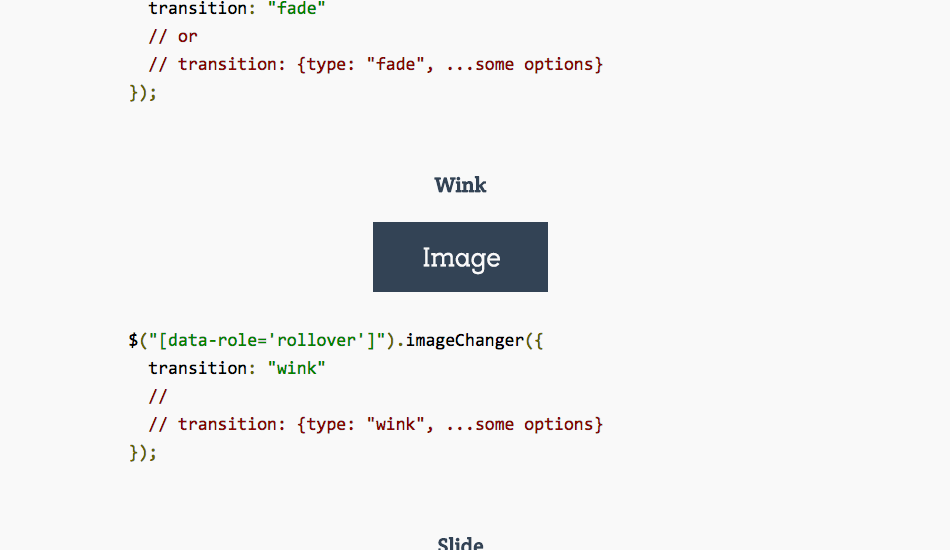 transition: "fade"
// or
// transition: {type: "fade", ...some options}
});
Wink
Image
$("[data-role='rollover']").imageChanger({
transition: "wink"
//
// transition: {type: "wink", ...some options}
});
Slide